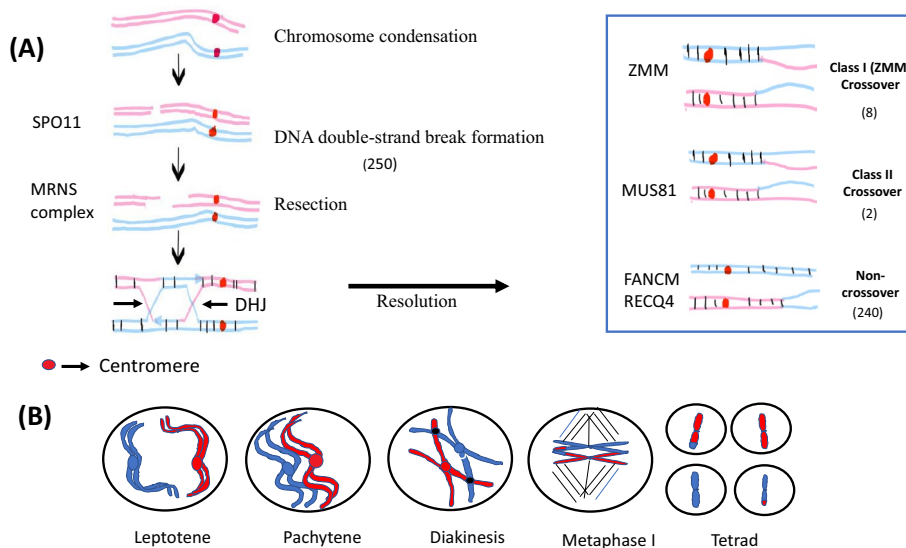 (A)
Chromosome condensation
SPO11
DNA double-strand break formation
(250)
MRNS
complex
Resection
DHJ
Resolution
Centromere
ZMM
Class I (ZMM
Crossover
(8)
MUS81
Class II
Crossover
(2)
FANCM
RECQ4
Non-
crossover
(240)
(B)
Leptotene
Pachytene
Diakinesis
Metaphase I
Tetrad